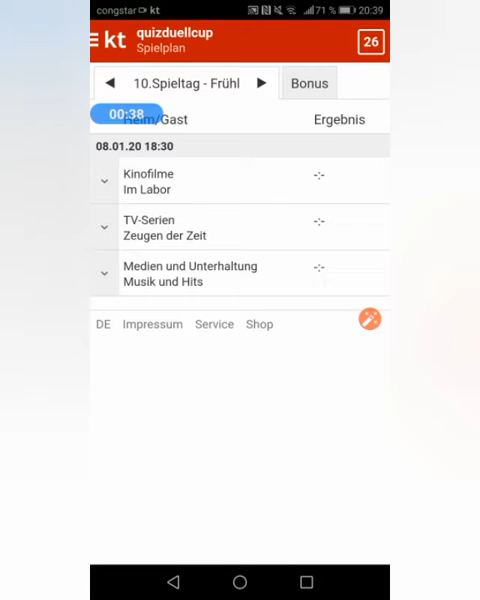 congstar kt 71 % 20:39
kt quizduellcup 26
Spielplan
10.Spieltag - Frühl Bonus
00:38 Heim/Gast Ergebnis
08.01.20 18:30
Kinofilme -:-
Im Labor
TV-Serien -:-
Zeugen der Zeit
Medien und Unterhaltung -:-
Musik und Hits
DE Impressum Service Shop